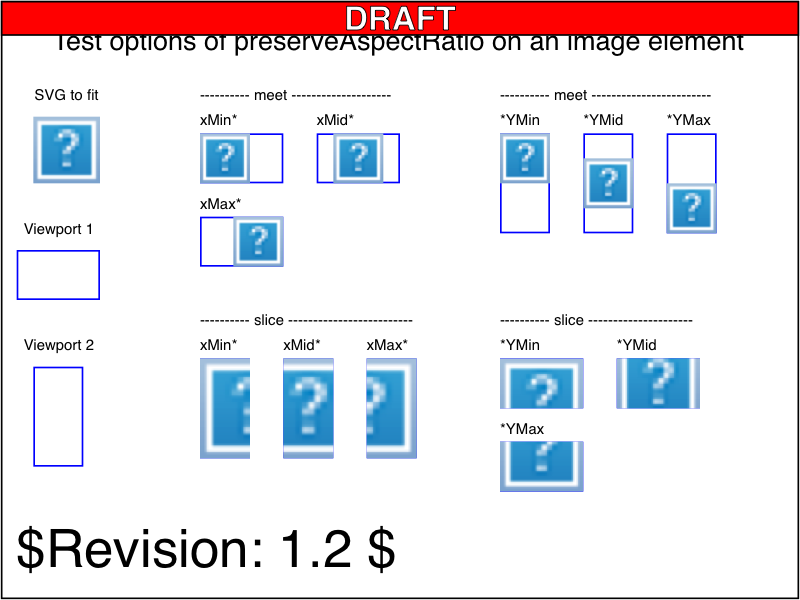 DRAFT
Test options of preserveAspectRatio on an image element
SVG to fit
---------- meet --------------------
xMin*
xMid*
xMax*
---------- meet ------------------------
*YMin
*YMid
*YMax
Viewport 1
Viewport 2
---------- slice -------------------------
xMin*
xMid*
xMax*
---------- slice ---------------------
*YMin
*YMid
*YMax
$Revision: 1.2 $